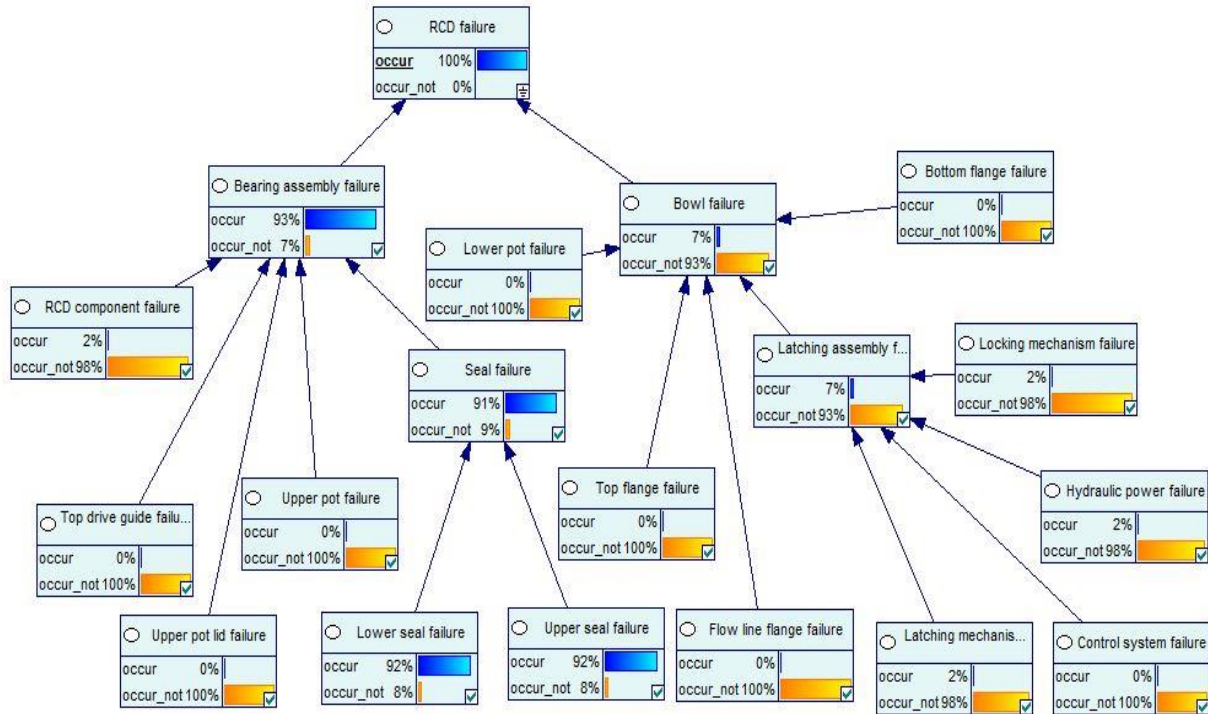 RCD failure
occur 100%
occur_not 0%
Bearing assembly failure
occur 93%
occur_not 7%
Bowl failure
occur 7%
occur_not 93%
Bottom flange failure
occur 0%
occur_not 100%
Lower pot failure
occur 0%
occur_not 100%
RCD component failure
occur 2%
occur_not 98%
Seal failure
occur 91%
occur_not 9%
Latching assembly f...
occur 7%
occur_not 93%
Locking mechanism failure
occur 2%
occur_not 98%
Top drive guide failu...
occur 0%
occur_not 100%
Upper pot failure
occur 0%
occur_not 100%
Top flange failure
occur 0%
occur_not 100%
Hydraulic power failure
occur 2%
occur_not 98%
Upper pot lid failure
occur 0%
occur_not 100%
Lower seal failure
occur 92%
occur_not 8%
Upper seal failure
occur 92%
occur_not 8%
Flow line flange failure
occur 0%
occur_not 100%
Latching mechanis...
occur 2%
occur_not 98%
Control system failure
occur 0%
occur_not 100%